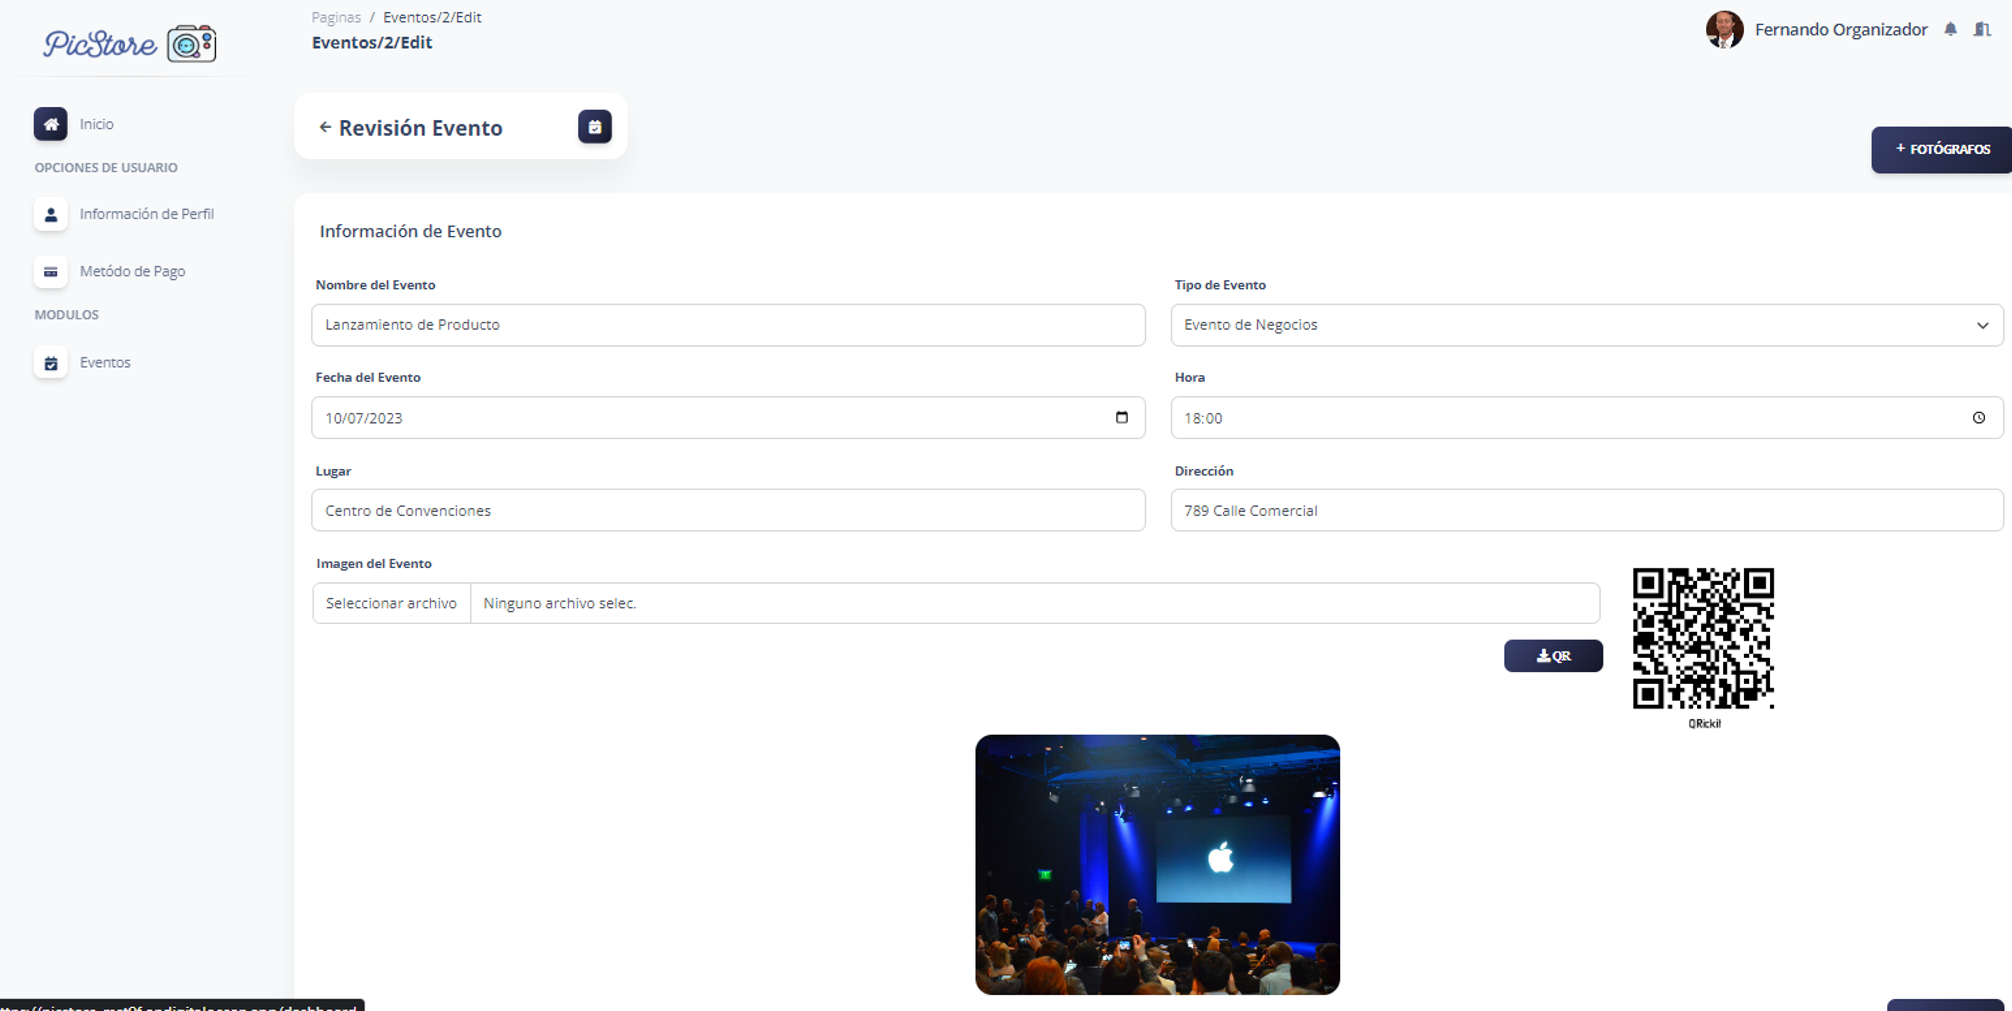 PicStore
Paginas / Eventos/2/Edit
Eventos/2/Edit
Fernando Organizador
Inicio
OPCIONES DE USUARIO
Información de Perfil
Metódo de Pago
MODULOS
Eventos
← Revisión Evento
+ FOTÓGRAFOS
Información de Evento
Nombre del Evento
Tipo de Evento
Lanzamiento de Producto
Evento de Negocios
Fecha del Evento
Hora
10/07/2023
18:00
Lugar
Dirección
Centro de Convenciones
789 Calle Comercial
Imagen del Evento
Seleccionar archivo
Ninguno archivo selec.
QR
QRickit